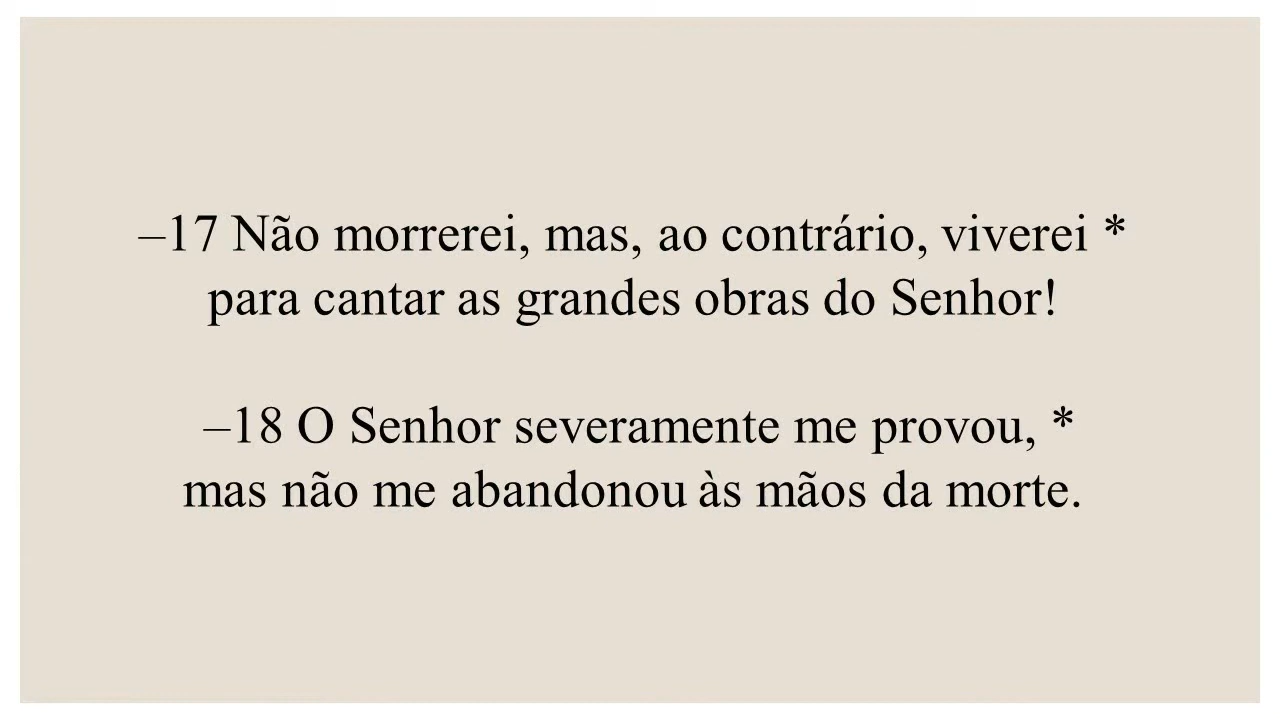 –17 Não morrerei, mas, ao contrário, viverei *
para cantar as grandes obras do Senhor!
–18 O Senhor severamente me provou, *
mas não me abandonou às mãos da morte.